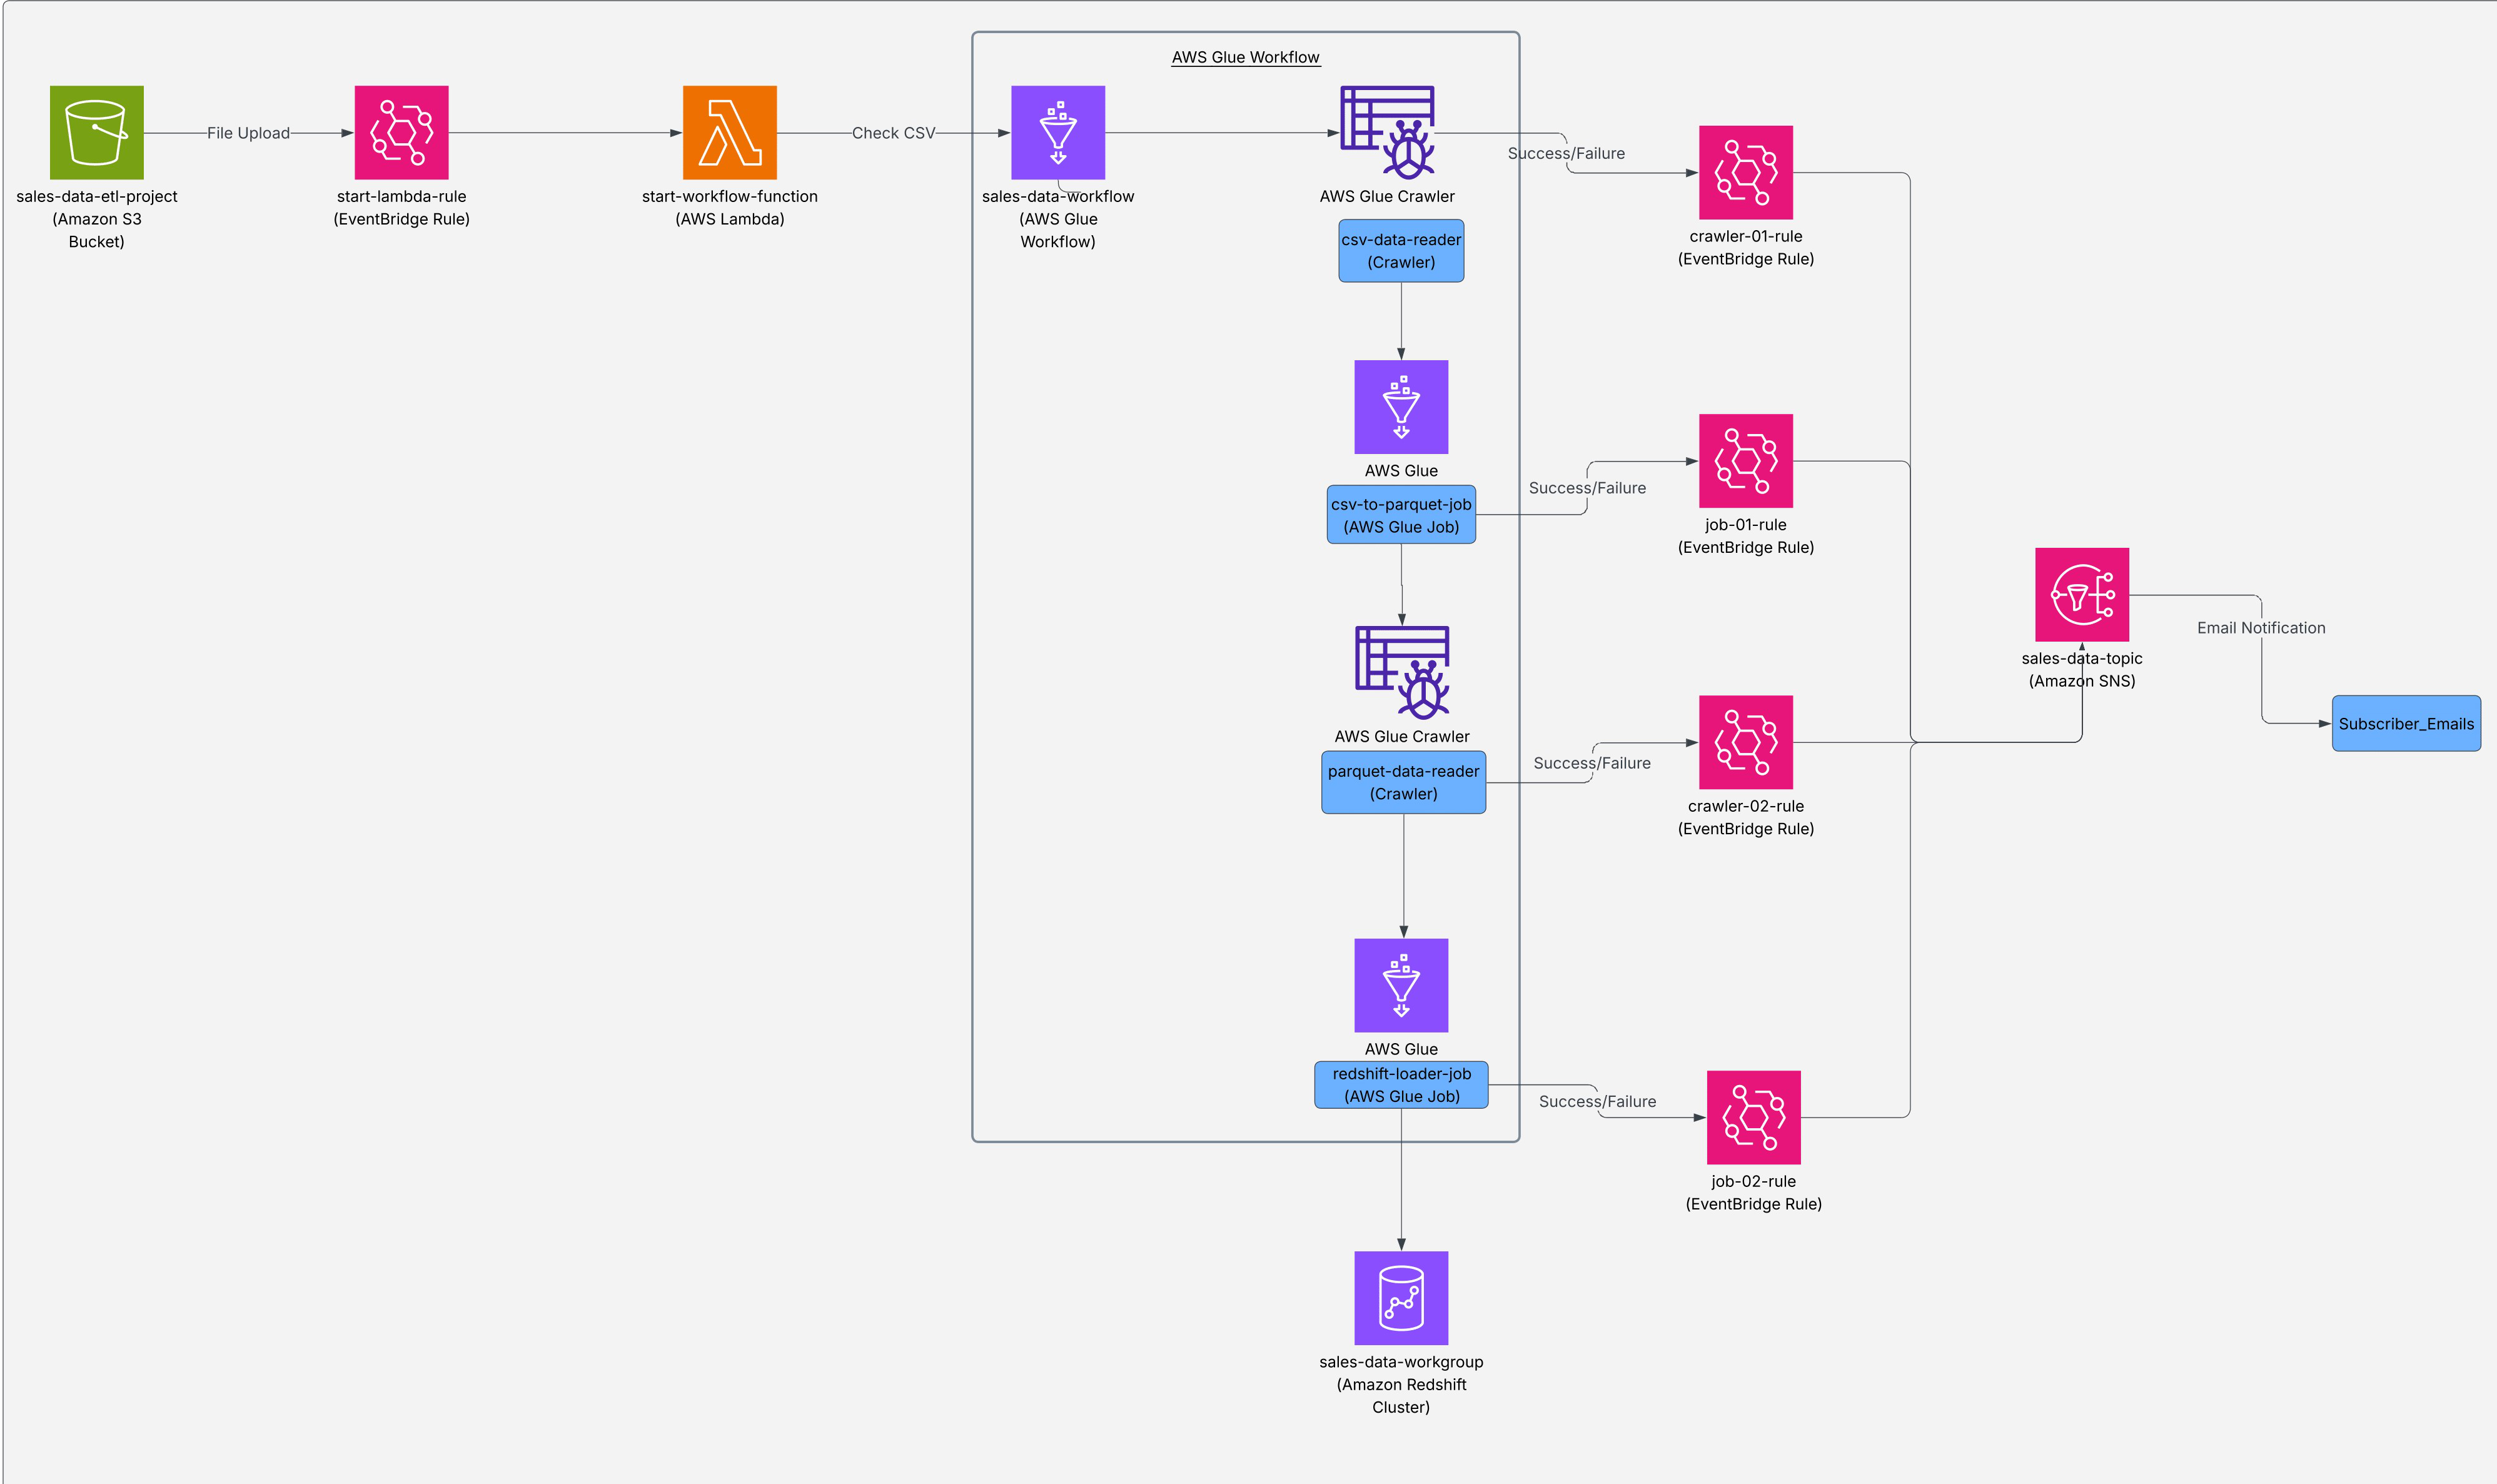 AWS Glue Workflow
File Upload
Check CSV
sales-data-etl-project
(Amazon S3
Bucket)
start-lambda-rule
(EventBridge Rule)
start-workflow-function
(AWS Lambda)
sales-data-workflow
(AWS Glue
Workflow)
AWS Glue Crawler
csv-data-reader
(Crawler)
Success/Failure
crawler-01-rule
(EventBridge Rule)
AWS Glue
csv-to-parquet-job
(AWS Glue Job)
Success/Failure
job-01-rule
(EventBridge Rule)
AWS Glue Crawler
parquet-data-reader
(Crawler)
Success/Failure
crawler-02-rule
(EventBridge Rule)
sales-data-topic
(Amazon SNS)
Email Notification
Subscriber_Emails
AWS Glue
redshift-loader-job
(AWS Glue Job)
Success/Failure
job-02-rule
(EventBridge Rule)
sales-data-workgroup
(Amazon Redshift
Cluster)